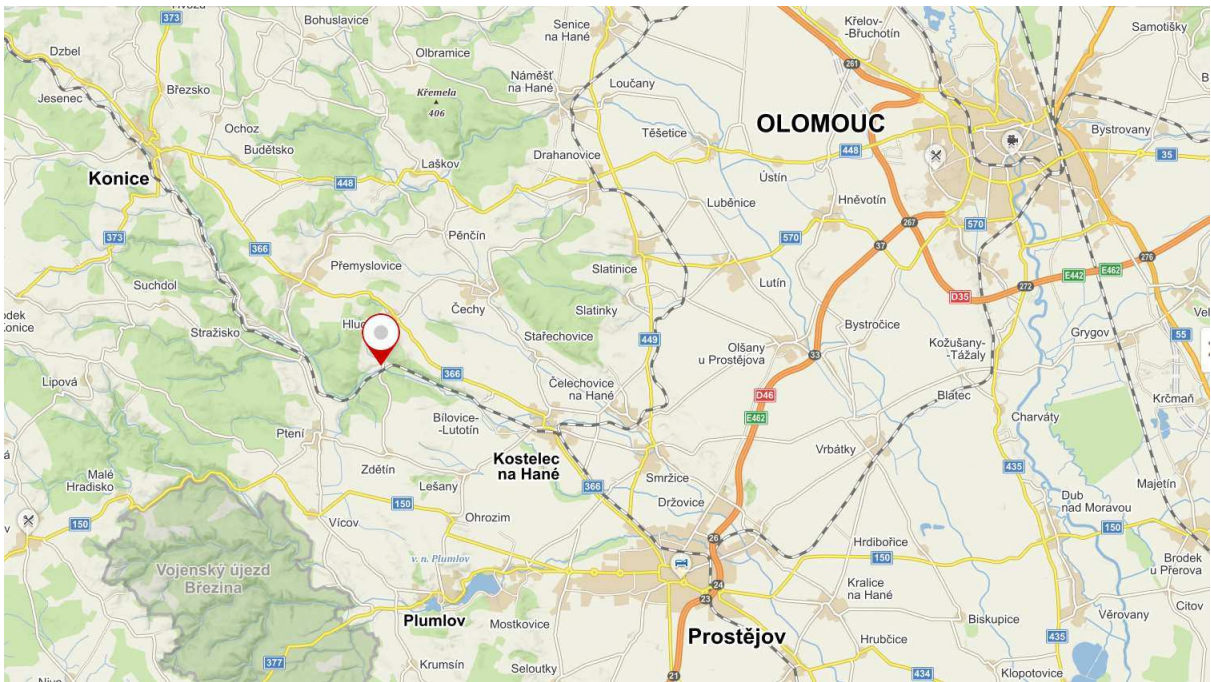 373
Bohuslavice
Senice
na Hané
Křelov-
-Břuchotín
Samotišky
Dzbel
Olbramice
261
Jesenec
Březsko
Náměšť
na Hané
Loučany
Křemela
406
Ochoz
Budětsko
Těšetice
OLOMOUC
Bystrovany
Laškov
Drahanovice
448
35
Konice
448
Ústín
Luběnice
Hněvotín
373
366
Pěnčín
570
267
570
37
276
Přemyslovice
Slatinice
E442
E462
Suchdol
Lutín
D35
272
Čechy
Slatinky
Stražisko
Stařechovice
449
Bystročice
Grygov
55
Olšany
u Prostějova
33
Kožušany-
-Tážaly
Lipová
366
Čelechovice
na Hané
D46
Blatec
Krčmaň
E462
Bílovice-
-Lutotín
Charváty
Ptení
Vrbátky
Kostelec
na Hané
Zdětín
Smržice
435
Malé
Hradisko
Lešany
366
Držovice
Majetín
150
Vícov
150
Ohrozim
Dub
nad Moravou
150
26
Hrdibořice
v. n. Plumlov
150
Brodek
u Přerova
Vojenský újezd
Březina
24
Kralice
na Hané
23
Citov
Plumlov
Mostkovice
Biskupice
Věrovany
Prostějov
Hrubčice
435
377
Krumsín
Seloutky
21
434
Klopotovice